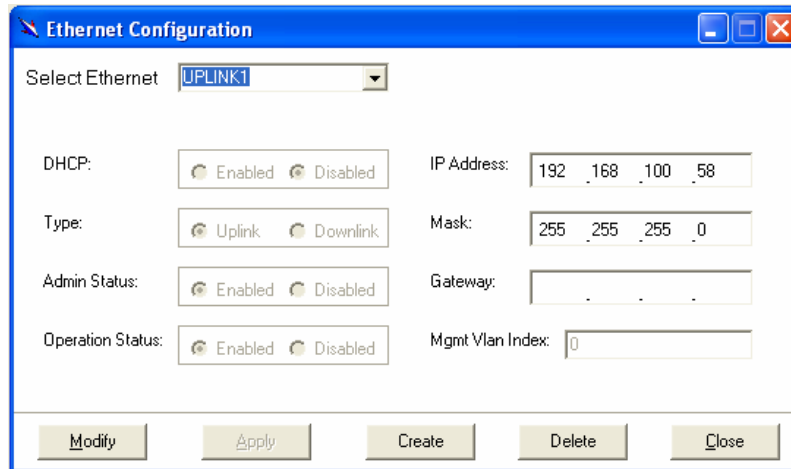 Ethernet Configuration
Select Ethernet UPLINK1
DHCP: Enabled Disabled IP Address: 192 .168 .100 .58
Type: Uplink Downlink Mask: 255 .255 .255 .0
Admin Status: Enabled Disabled Gateway: . . .
Operation Status: Enabled Disabled Mgmt Vlan Index: 0
Modify Apply Create Delete Close